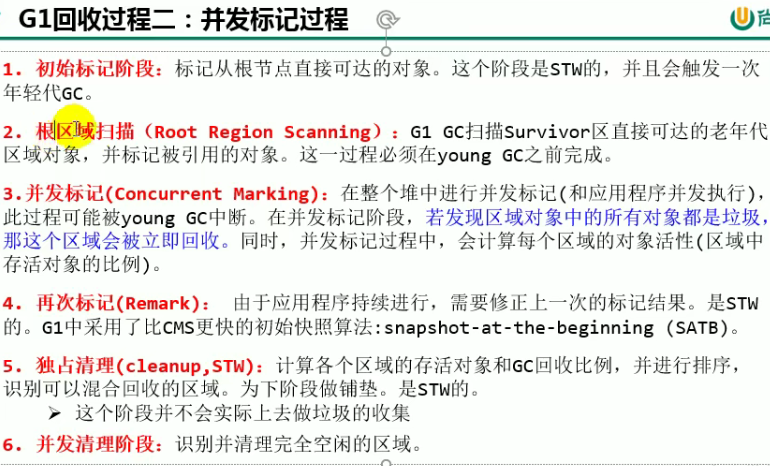 G1回收过程二：并发标记过程
尚
1. 初始标记阶段：标记从根节点直接可达的对象。这个阶段是STW的，并且会触发一次
年轻代GC。
2. 根区域扫描（Root Region Scanning）：G1 GC扫描Survivor区直接可达的老年代
区域对象，并标记被引用的对象。这一过程必须在young GC之前完成。
3.并发标记(Concurrent Marking)：在整个堆中进行并发标记(和应用程序并发执行)，
此过程可能被young GC中断。在并发标记阶段，若发现区域对象中的所有对象都是垃圾，
那这个区域会被立即回收。同时，并发标记过程中，会计算每个区域的对象活性(区域中
存活对象的比例)。
4. 再次标记(Remark)： 由于应用程序持续进行，需要修正上一次的标记结果。是STW
的。G1中采用了比CMS更快的初始快照算法:snapshot-at-the-beginning (SATB)。
5. 独占清理(cleanup,STW)：计算各个区域的存活对象和GC回收比例，并进行排序，
识别可以混合回收的区域。为下阶段做铺垫。是STW的。
➢ 这个阶段并不会实际上去做垃圾的收集
6. 并发清理阶段：识别并清理完全空闲的区域。